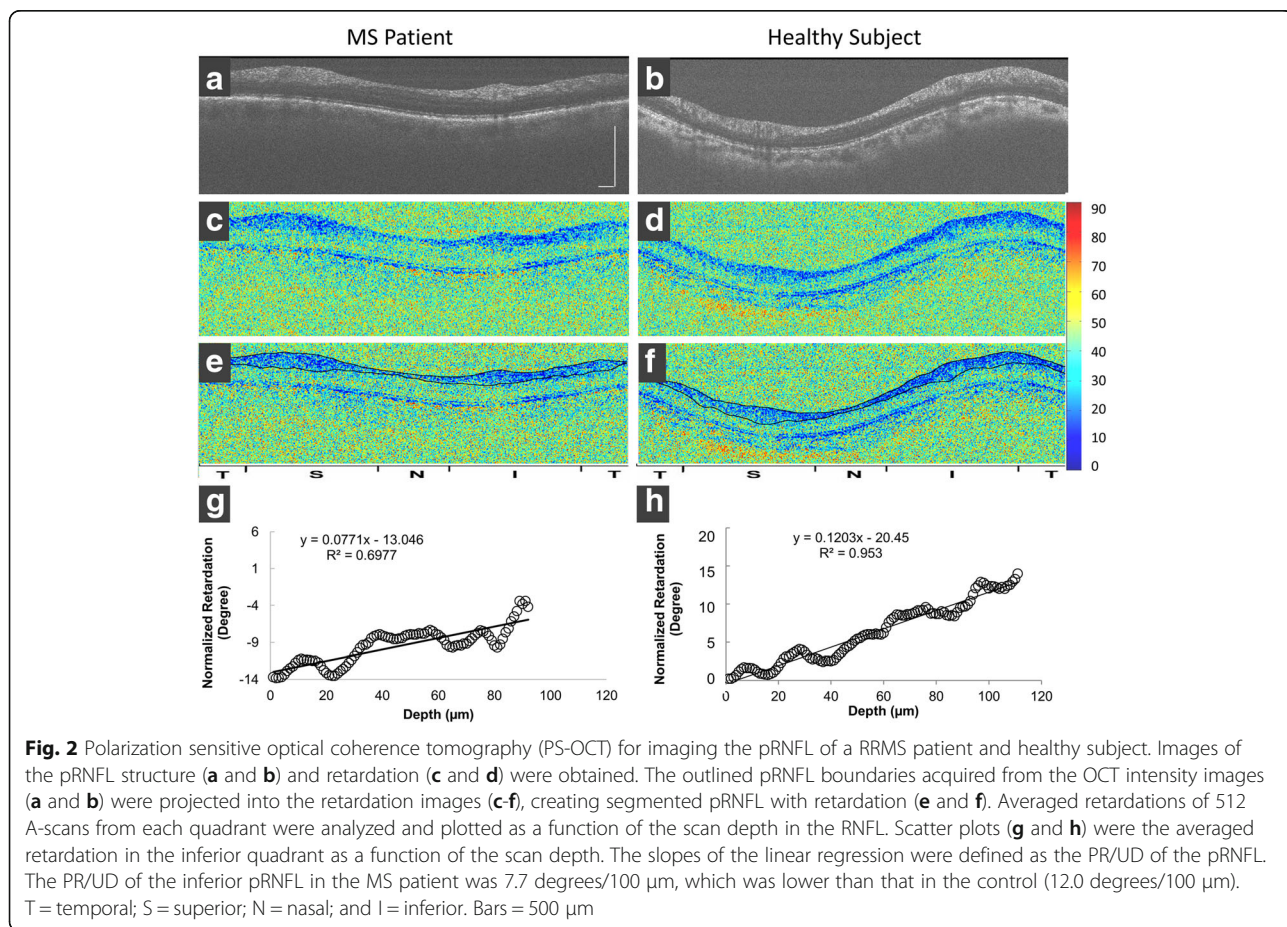 MS Patient
Healthy Subject
a
b
c
d
90
80
70
60
50
40
30
20
10
0
e
f
T S N I T
T S N I T
g
h
6
1
-4
-9
-14
Normalized Retardation
(Degree)
y = 0.0771x - 13.046
R² = 0.6977
0 20 40 60 80 100 120
Depth (µm)
20
15
10
5
0
Normalized Retardation
(Degree)
y = 0.1203x - 20.45
R² = 0.953
0 20 40 60 80 100 120
Depth (µm)
Fig. 2 Polarization sensitive optical coherence tomography (PS-OCT) for imaging the pRNFL of a RRMS patient and healthy subject. Images of
the pRNFL structure (a and b) and retardation (c and d) were obtained. The outlined pRNFL boundaries acquired from the OCT intensity images
(a and b) were projected into the retardation images (c-f), creating segmented pRNFL with retardation (e and f). Averaged retardations of 512
A-scans from each quadrant were analyzed and plotted as a function of the scan depth in the RNFL. Scatter plots (g and h) were the averaged
retardation in the inferior quadrant as a function of the scan depth. The slopes of the linear regression were defined as the PR/UD of the pRNFL.
The PR/UD of the inferior pRNFL in the MS patient was 7.7 degrees/100 µm, which was lower than that in the control (12.0 degrees/100 µm).
T = temporal; S = superior; N = nasal; and I = inferior. Bars = 500 µm